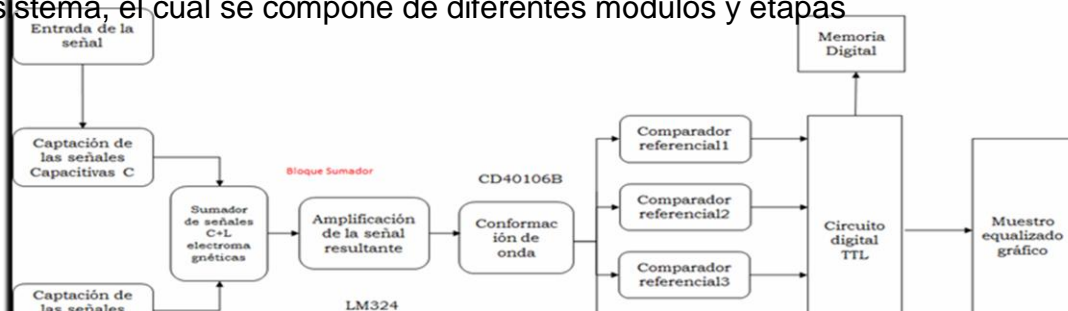 sistema, el cual se compone de diferentes módulos y etapas
Entrada de la
señal
Memoria
Digital
Captación de
las señales
Capacitivas C
Comparador
referencial1
Bloque Sumador
CD40106B
Sumador
de señales
C+L
electroma
gnéticas
Amplificación
de la señal
resultante
Conformac
ión de
onda
Comparador
referencial2
Circuito
digital
TTL
Muestro
equalizado
gráfico
Comparador
referencial3
Captación de
las señales
LM324